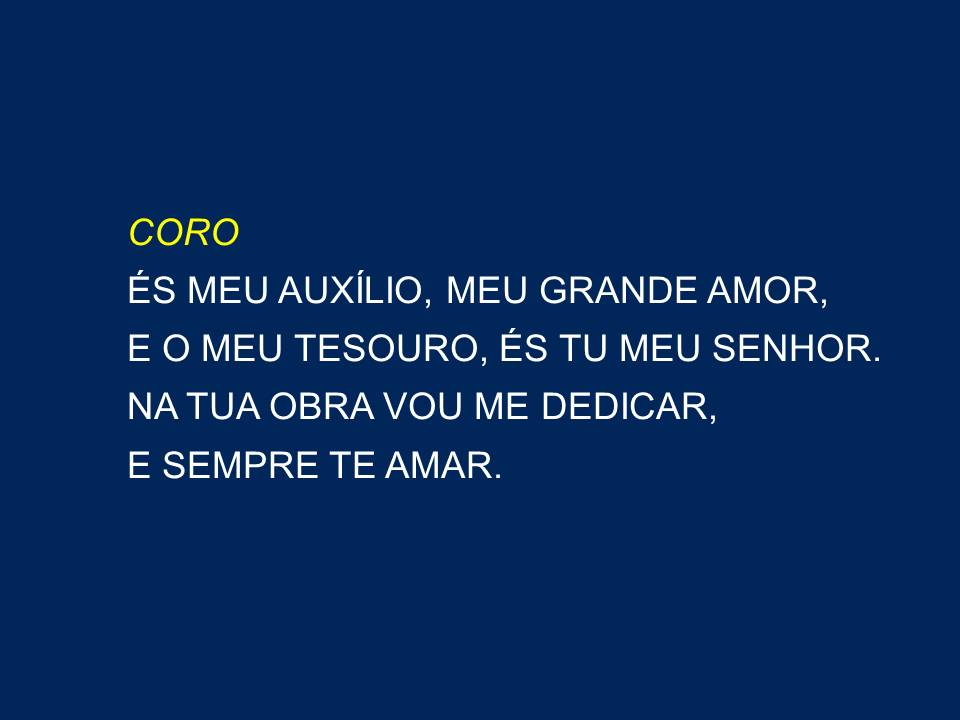 CORO
ÉS MEU AUXÍLIO, MEU GRANDE AMOR,
E O MEU TESOURO, ÉS TU MEU SENHOR.
NA TUA OBRA VOU ME DEDICAR,
E SEMPRE TE AMAR.